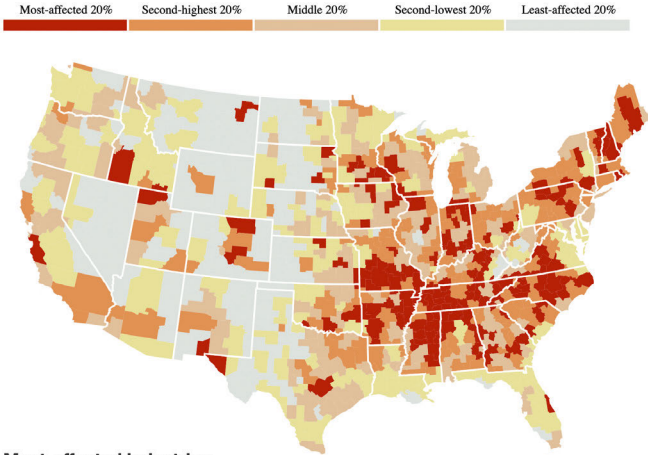 Most-affected 20%
Second-highest 20%
Middle 20%
Second-lowest 20%
Least-affected 20%